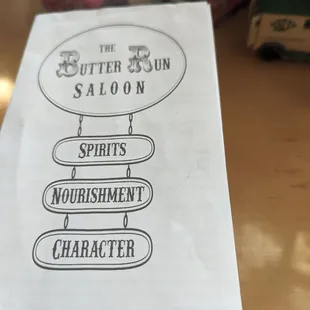 THE
BUTTER RUN
SALOON
SPIRITS
NOURISHMENT
CHARACTER